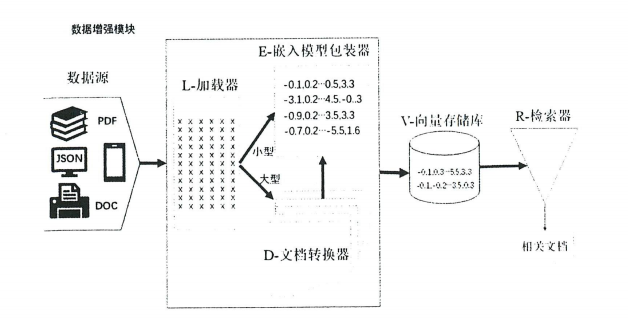 数据增强模块
数据源
PDF
JSON
DOC
L-加载器
x x x x x x
x x x x x x
x x x x x x
x x x x x x
x x x x x x
x x x x x x
x x x x x x
x x x x x x
x x x x x x
x x x x x x
小型
大型
E-嵌入模型包装器
-0.1,0.2···0.5,3.3
-3.1,0.2···4.5.-0..3
-0.9,0.2···3.5,3.3
-0.7,0.2···-5.5,1.6
D-文档转换器
V-向量存储库
-0.1,0.3···5.5,3.3
-0.1.-0.2···3.5,0.3
R-检索器
相关文档